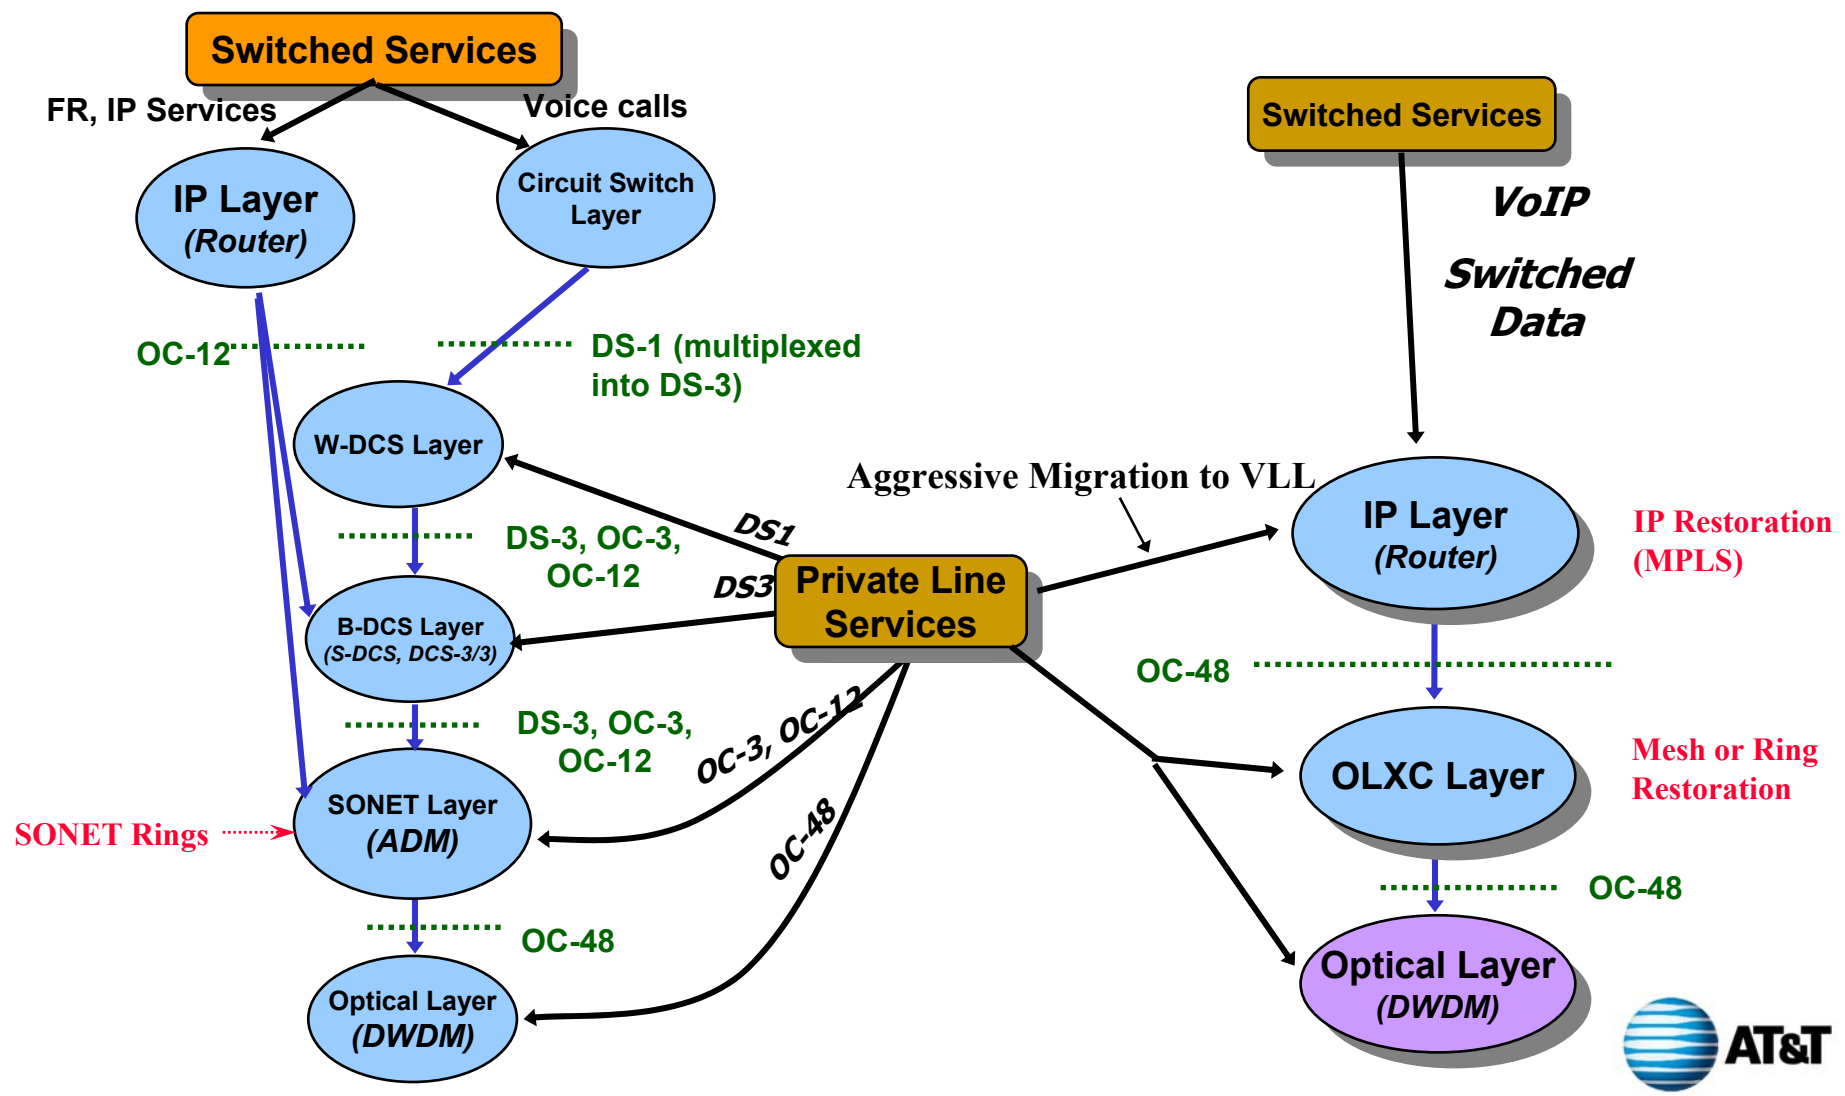 Switched Services
FR, IP Services
Voice calls
IP Layer
(Router)
Circuit Switch
Layer
OC-12
DS-1 (multiplexed
into DS-3)
W-DCS Layer
DS-3, OC-3,
OC-12
B-DCS Layer
(S-DCS, DCS-3/3)
DS-3, OC-3,
OC-12
SONET Layer
(ADM)
SONET Rings
OC-48
Optical Layer
(DWDM)
DS1
DS3
Private Line
Services
OC-3, OC-12
OC-48
Aggressive Migration to VLL
Switched Services
VoIP
Switched
Data
IP Layer
(Router)
IP Restoration
(MPLS)
OC-48
OLXC Layer
Mesh or Ring
Restoration
OC-48
Optical Layer
(DWDM)
AT&T